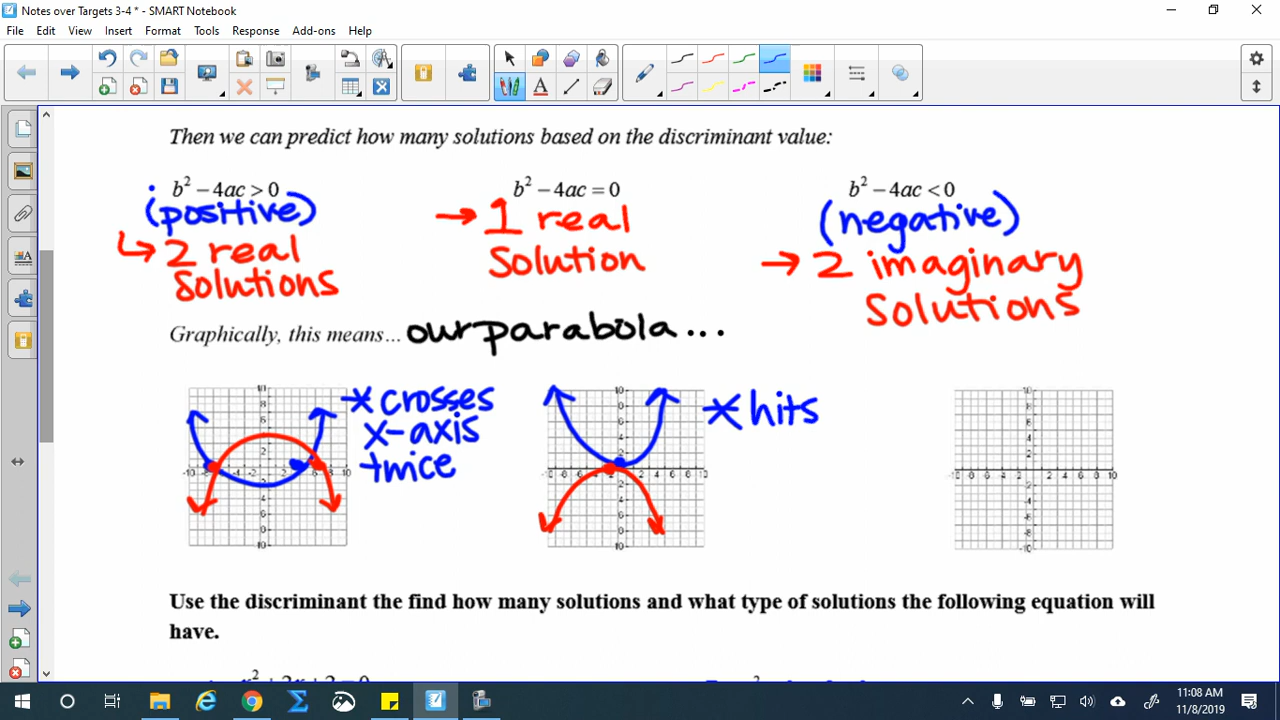 Notes over Targets 3-4 * - SMART Notebook
File Edit View Insert Format Tools Response Add-ons Help
Then we can predict how many solutions based on the discriminant value:
b² − 4ac > 0
b² − 4ac = 0
b² − 4ac < 0
(positive)
→ 1 real
(negative)
↳ 2 real
solution
→ 2 imaginary
solutions
solutions
Graphically, this means... our parabola...
* crosses
x-axis
twice
* hits
Use the discriminant the find how many solutions and what type of solutions the following equation will
have.
11:08 AM
11/8/2019